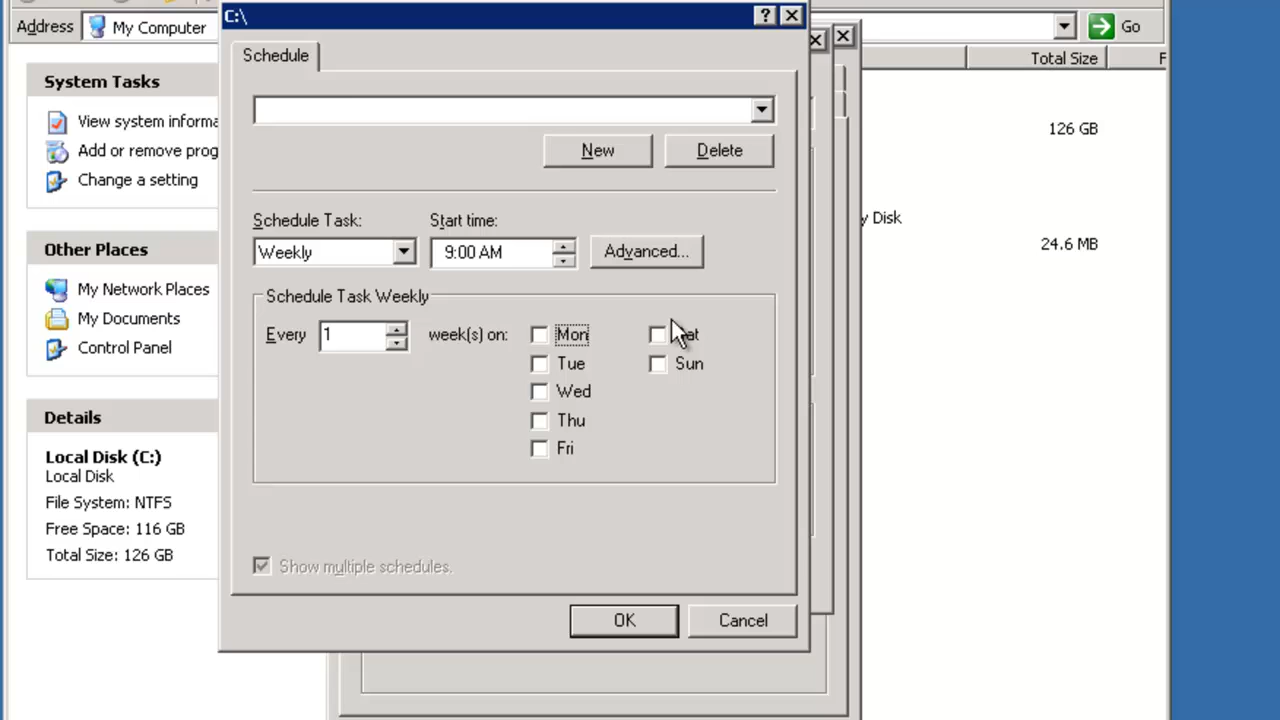 Address My Computer
Go
C:\
Schedule
New
Delete
Schedule Task:
Start time:
Weekly
9:00 AM
Advanced...
Schedule Task Weekly
Every 1 week(s) on:
Mon
Tue
Wed
Thu
Fri
Sun
Show multiple schedules.
OK
Cancel
System Tasks
View system informa
Add or remove prog
Change a setting
Other Places
My Network Places
My Documents
Control Panel
Details
Local Disk (C:)
Local Disk
File System: NTFS
Free Space: 116 GB
Total Size: 126 GB
Total Size
F
126 GB
y Disk
24.6 MB